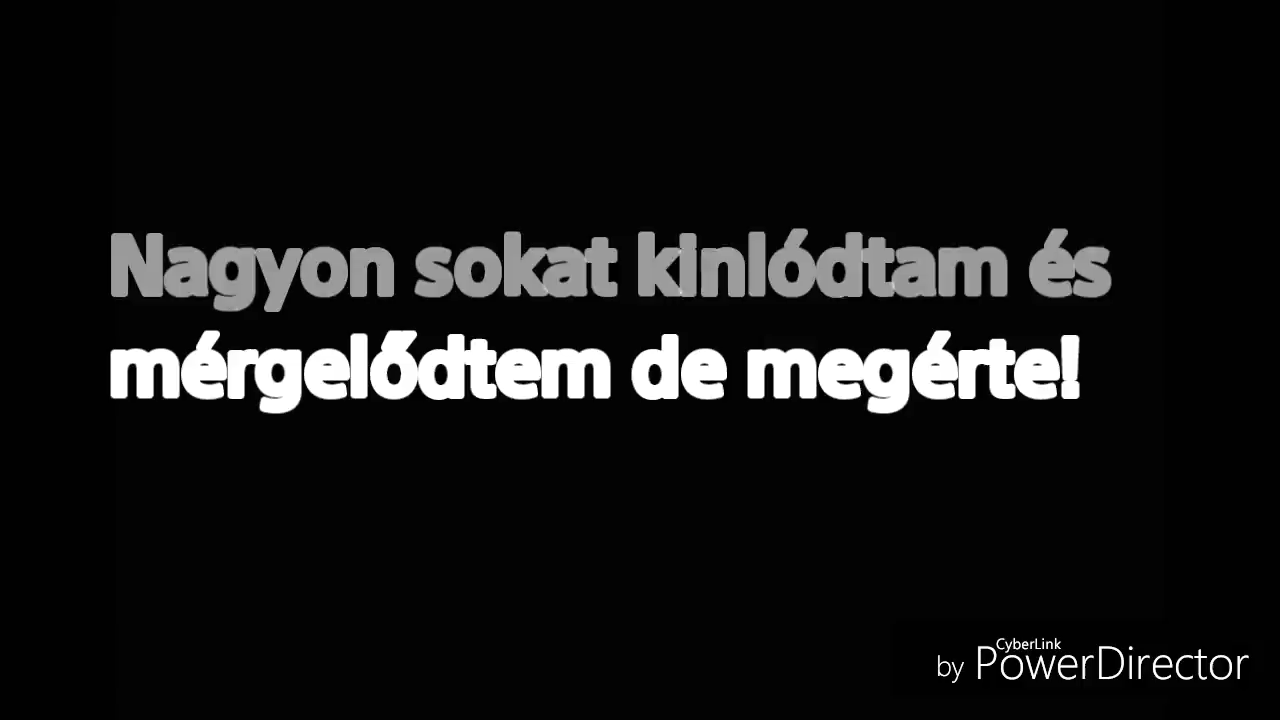 Nagyon sokat kinlódtam és
mérgelődtem de megérte!
by CyberLink PowerDirector